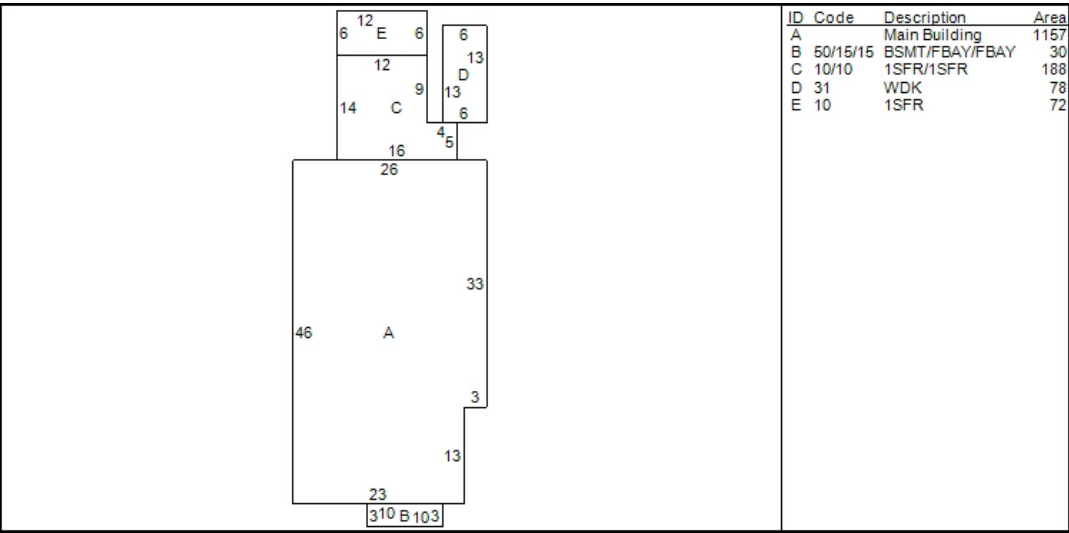 12
6 E 6
12
6
13
D
13
6
9
14 C
4
5
16
26
33
46 A
3
13
23
3 10 B 10 3
ID Code Description Area
A Main Building 1157
B 50/15/15 BSMT/FBAY/FBAY 30
C 10/10 1SFR/1SFR 188
D 31 WDK 78
E 10 1SFR 72